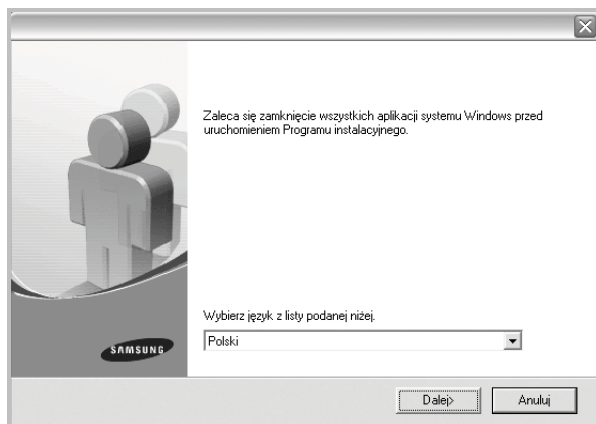 Zaleca się zamknięcie wszystkich aplikacji systemu Windows przed
uruchomieniem Programu instalacyjnego.
Wybierz język z listy podanej niżej.
Polski
SAMSUNG
Dalej>
Anuluj